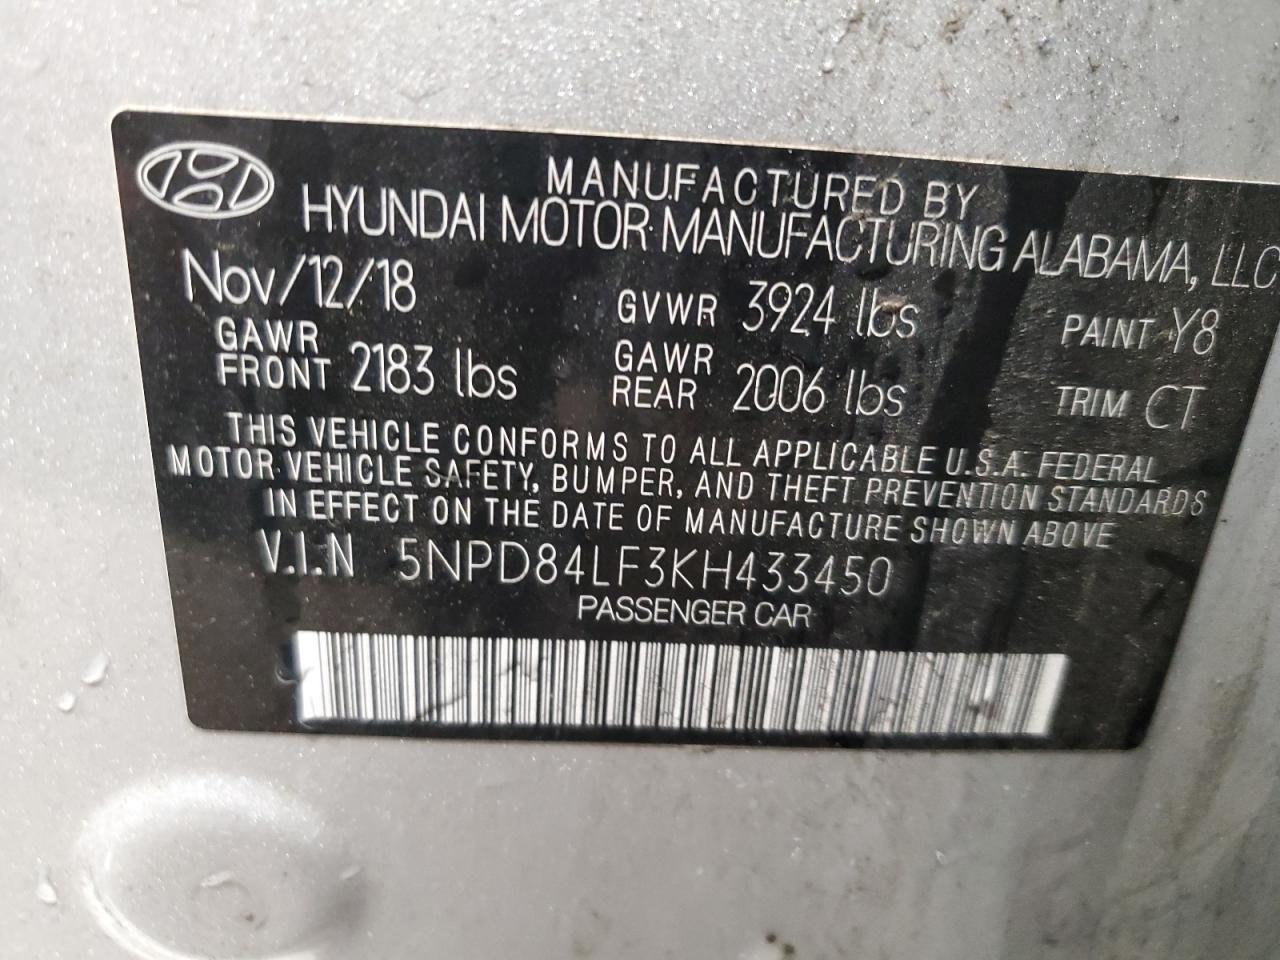 MANUFACTURED BY
HYUNDAI MOTOR MANUFACTURING ALABAMA, LLC
Nov/12/18 GVWR 3924 lbs PAINT Y8
GAWR FRONT 2183 lbs GAWR REAR 2006 lbs TRIM CT
THIS VEHICLE CONFORMS TO ALL APPLICABLE U.S.A. FEDERAL
MOTOR VEHICLE SAFETY, BUMPER, AND THEFT PREVENTION STANDARDS
IN EFFECT ON THE DATE OF MANUFACTURE SHOWN ABOVE
V.I.N 5NPD84LF3KH433450
PASSENGER CAR